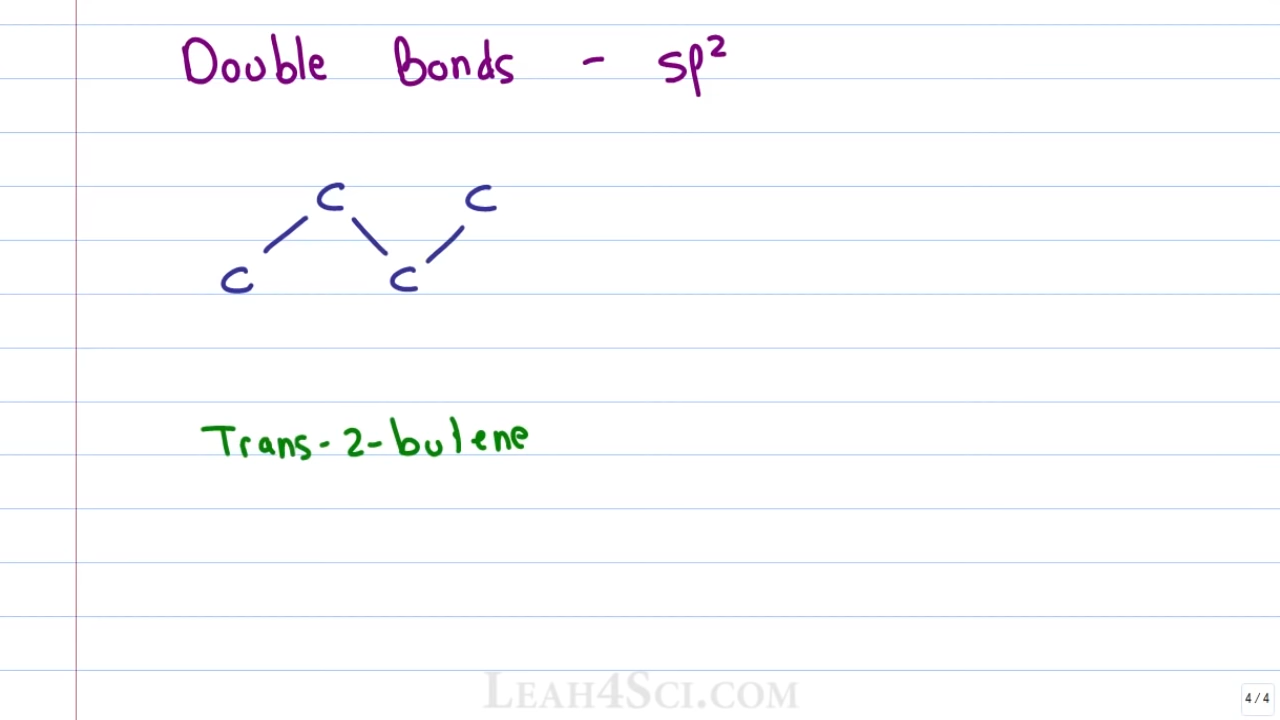 Double Bonds - sp²
C C
C C
Trans-2-butene
LEAH4SCI.COM
4/4